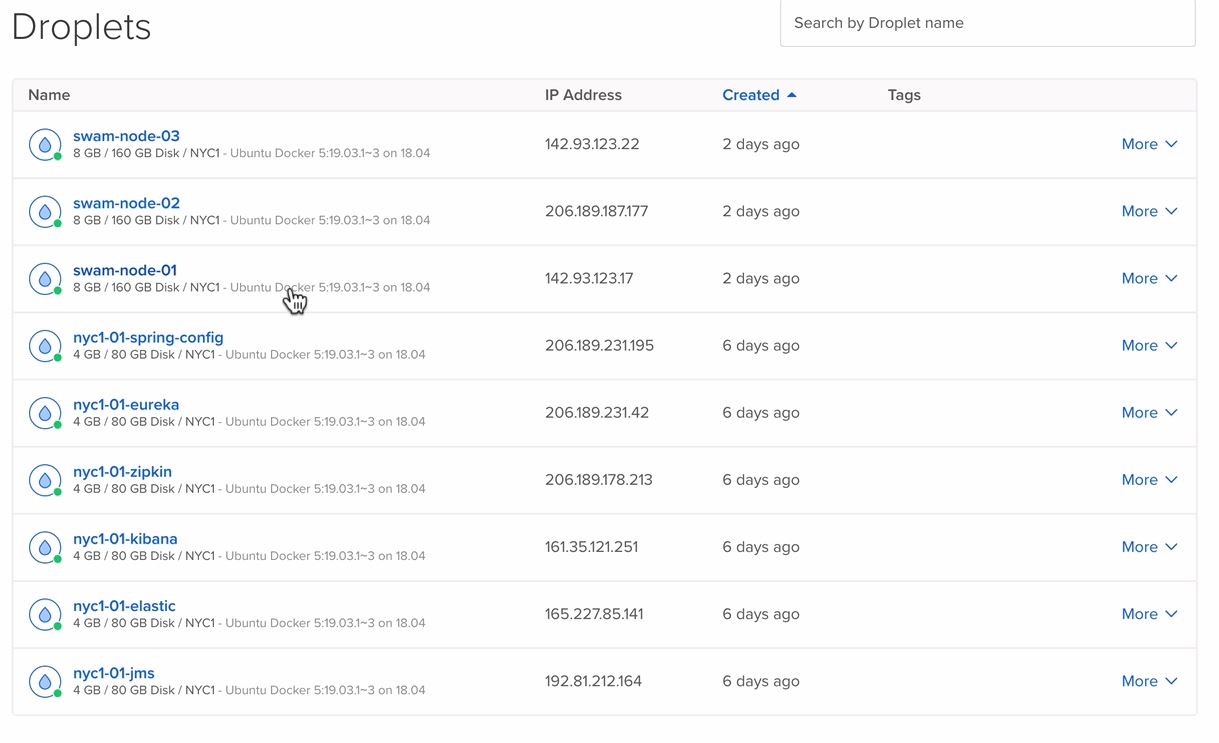 Droplets
Search by Droplet name
Name IP Address Created Tags
swam-node-03
8 GB / 160 GB Disk / NYC1 - Ubuntu Docker 5:19.03.1~3 on 18.04
142.93.123.22 2 days ago More
swam-node-02
8 GB / 160 GB Disk / NYC1 - Ubuntu Docker 5:19.03.1~3 on 18.04
206.189.187.177 2 days ago More
swam-node-01
8 GB / 160 GB Disk / NYC1 - Ubuntu Docker 5:19.03.1~3 on 18.04
142.93.123.17 2 days ago More
nyc1-01-spring-config
4 GB / 80 GB Disk / NYC1 - Ubuntu Docker 5:19.03.1~3 on 18.04
206.189.231.195 6 days ago More
nyc1-01-eureka
4 GB / 80 GB Disk / NYC1 - Ubuntu Docker 5:19.03.1~3 on 18.04
206.189.231.42 6 days ago More
nyc1-01-zipkin
4 GB / 80 GB Disk / NYC1 - Ubuntu Docker 5:19.03.1~3 on 18.04
206.189.178.213 6 days ago More
nyc1-01-kibana
4 GB / 80 GB Disk / NYC1 - Ubuntu Docker 5:19.03.1~3 on 18.04
161.35.121.251 6 days ago More
nyc1-01-elastic
4 GB / 80 GB Disk / NYC1 - Ubuntu Docker 5:19.03.1~3 on 18.04
165.227.85.141 6 days ago More
nyc1-01-jms
4 GB / 80 GB Disk / NYC1 - Ubuntu Docker 5:19.03.1~3 on 18.04
192.81.212.164 6 days ago More